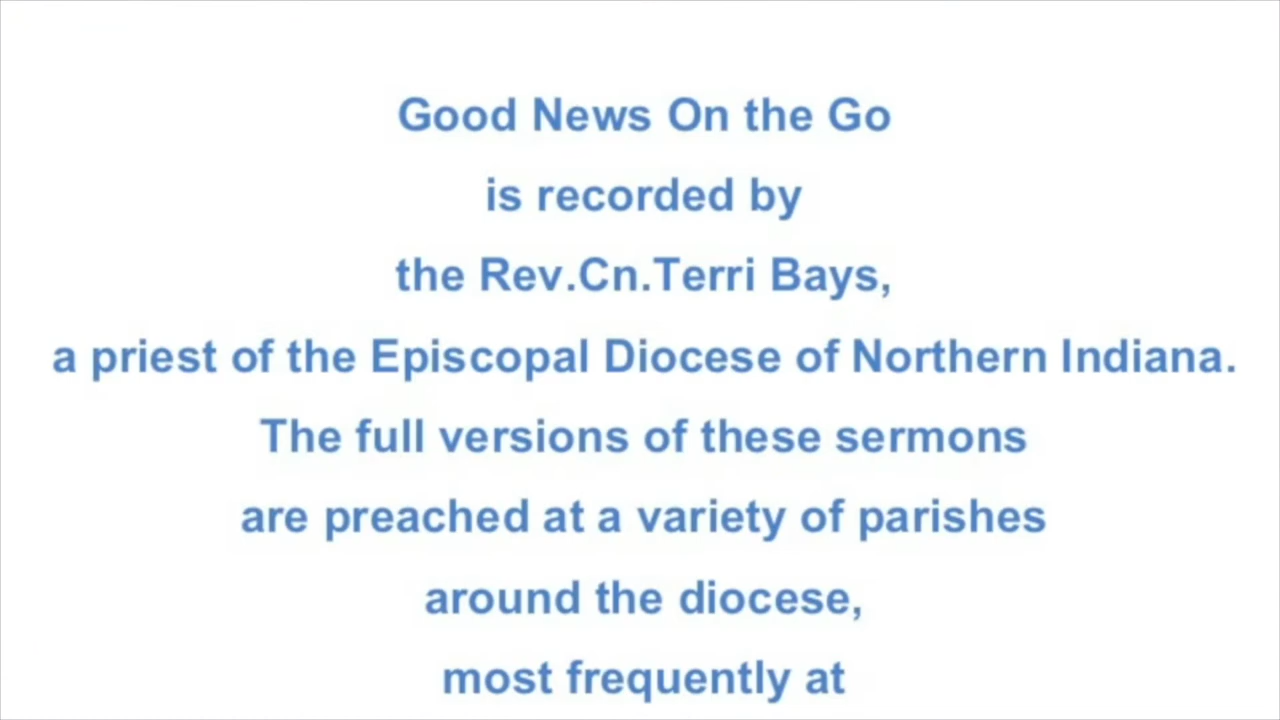 Good News On the Go
is recorded by
the Rev.Cn.Terri Bays,
a priest of the Episcopal Diocese of Northern Indiana.
The full versions of these sermons
are preached at a variety of parishes
around the diocese,
most frequently at